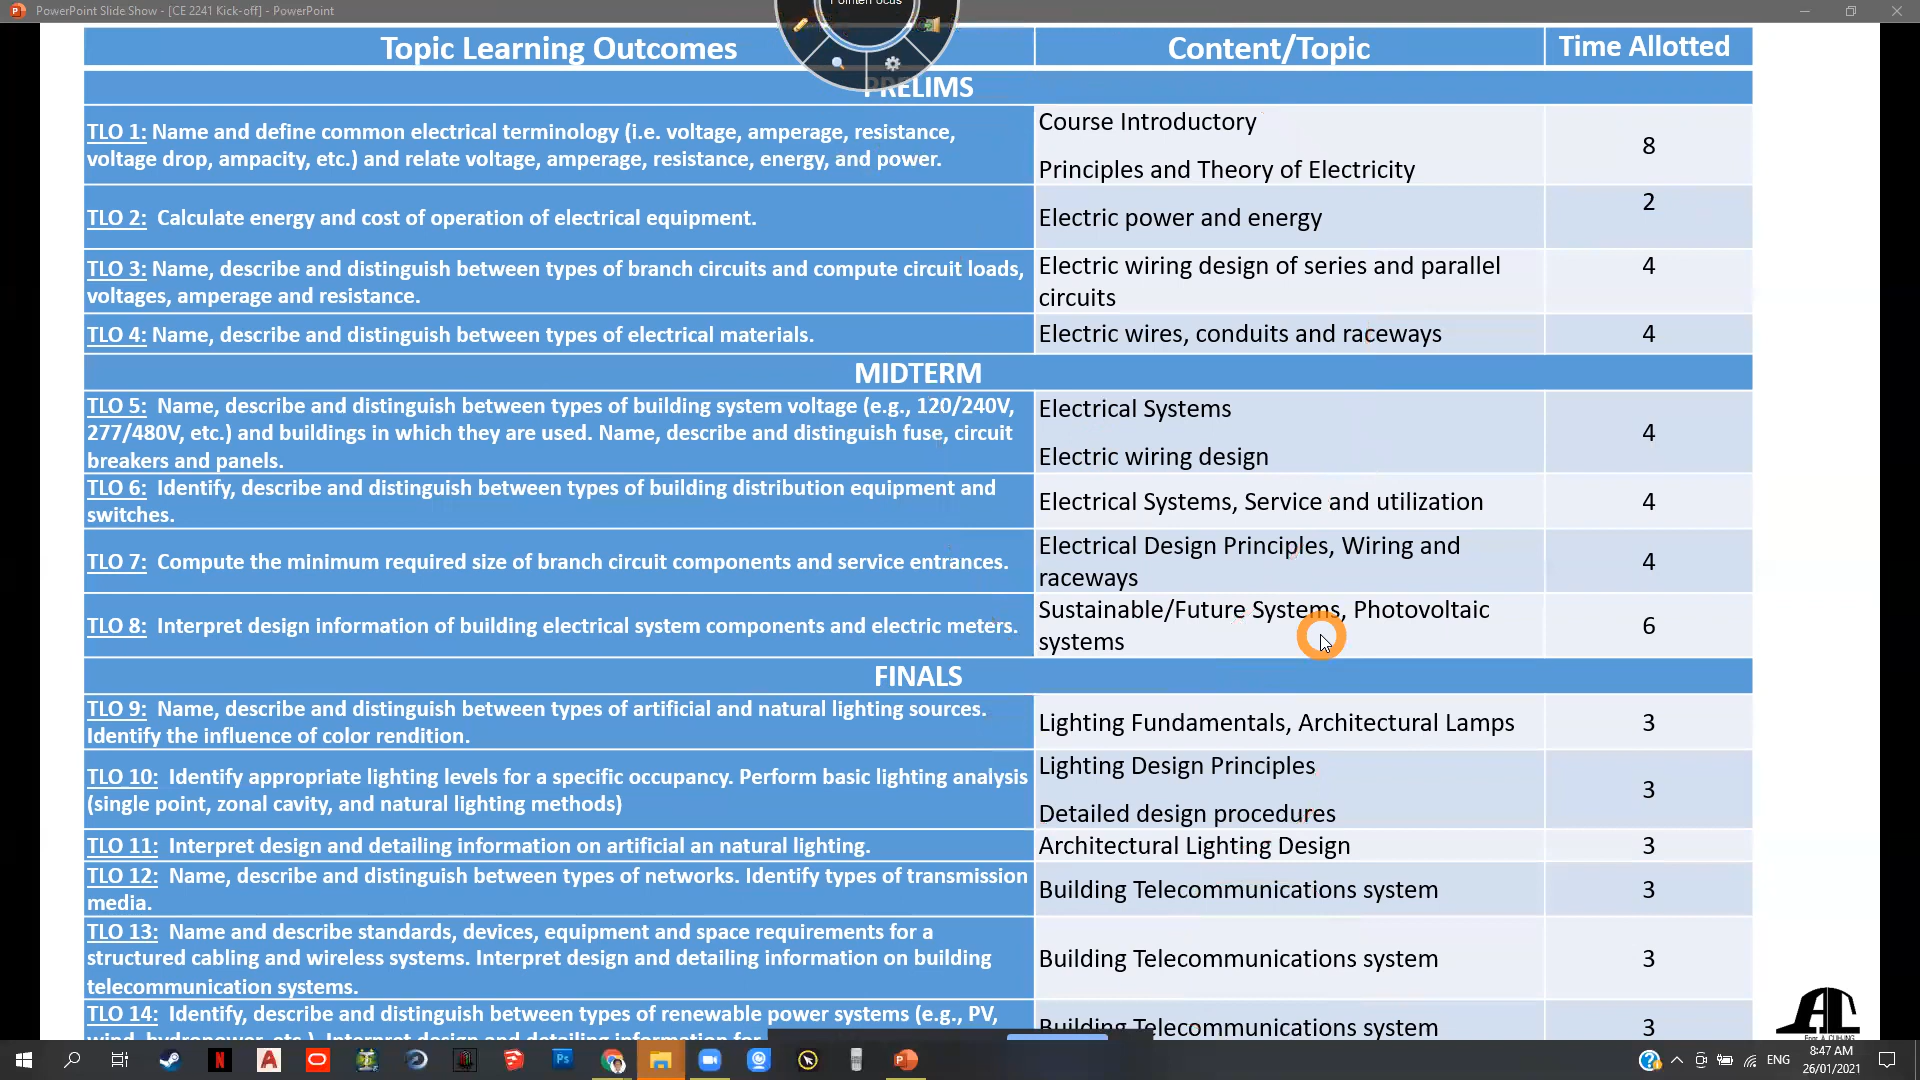 PowerPoint Slide Show - [CE 2241 Kick-off] - PowerPoint
PointerFocus
Topic Learning Outcomes
Content/Topic
Time Allotted
PRELIMS
TLO 1: Name and define common electrical terminology (i.e. voltage, amperage, resistance,
voltage drop, ampacity, etc.) and relate voltage, amperage, resistance, energy, and power.
Course Introductory
Principles and Theory of Electricity
8
TLO 2: Calculate energy and cost of operation of electrical equipment.
Electric power and energy
2
TLO 3: Name, describe and distinguish between types of branch circuits and compute circuit loads,
voltages, amperage and resistance.
Electric wiring design of series and parallel
circuits
4
TLO 4: Name, describe and distinguish between types of electrical materials.
Electric wires, conduits and raceways
4
MIDTERM
TLO 5: Name, describe and distinguish between types of building system voltage (e.g., 120/240V,
277/480V, etc.) and buildings in which they are used. Name, describe and distinguish fuse, circuit
breakers and panels.
Electrical Systems
Electric wiring design
4
TLO 6: Identify, describe and distinguish between types of building distribution equipment and
switches.
Electrical Systems, Service and utilization
4
TLO 7: Compute the minimum required size of branch circuit components and service entrances.
Electrical Design Principles, Wiring and
raceways
4
TLO 8: Interpret design information of building electrical system components and electric meters.
Sustainable/Future Systems, Photovoltaic
systems
6
FINALS
TLO 9: Name, describe and distinguish between types of artificial and natural lighting sources.
Identify the influence of color rendition.
Lighting Fundamentals, Architectural Lamps
3
TLO 10: Identify appropriate lighting levels for a specific occupancy. Perform basic lighting analysis
(single point, zonal cavity, and natural lighting methods)
Lighting Design Principles
Detailed design procedures
3
TLO 11: Interpret design and detailing information on artificial an natural lighting.
Architectural Lighting Design
3
TLO 12: Name, describe and distinguish between types of networks. Identify types of transmission
media.
Building Telecommunications system
3
TLO 13: Name and describe standards, devices, equipment and space requirements for a
structured cabling and wireless systems. Interpret design and detailing information on building
telecommunication systems.
Building Telecommunications system
3
TLO 14: Identify, describe and distinguish between types of renewable power systems (e.g., PV,
wind, hydropower, etc.). Interpret design and detailing information for
Building Telecommunications system
3
ENG
8:47 AM
26/01/2021